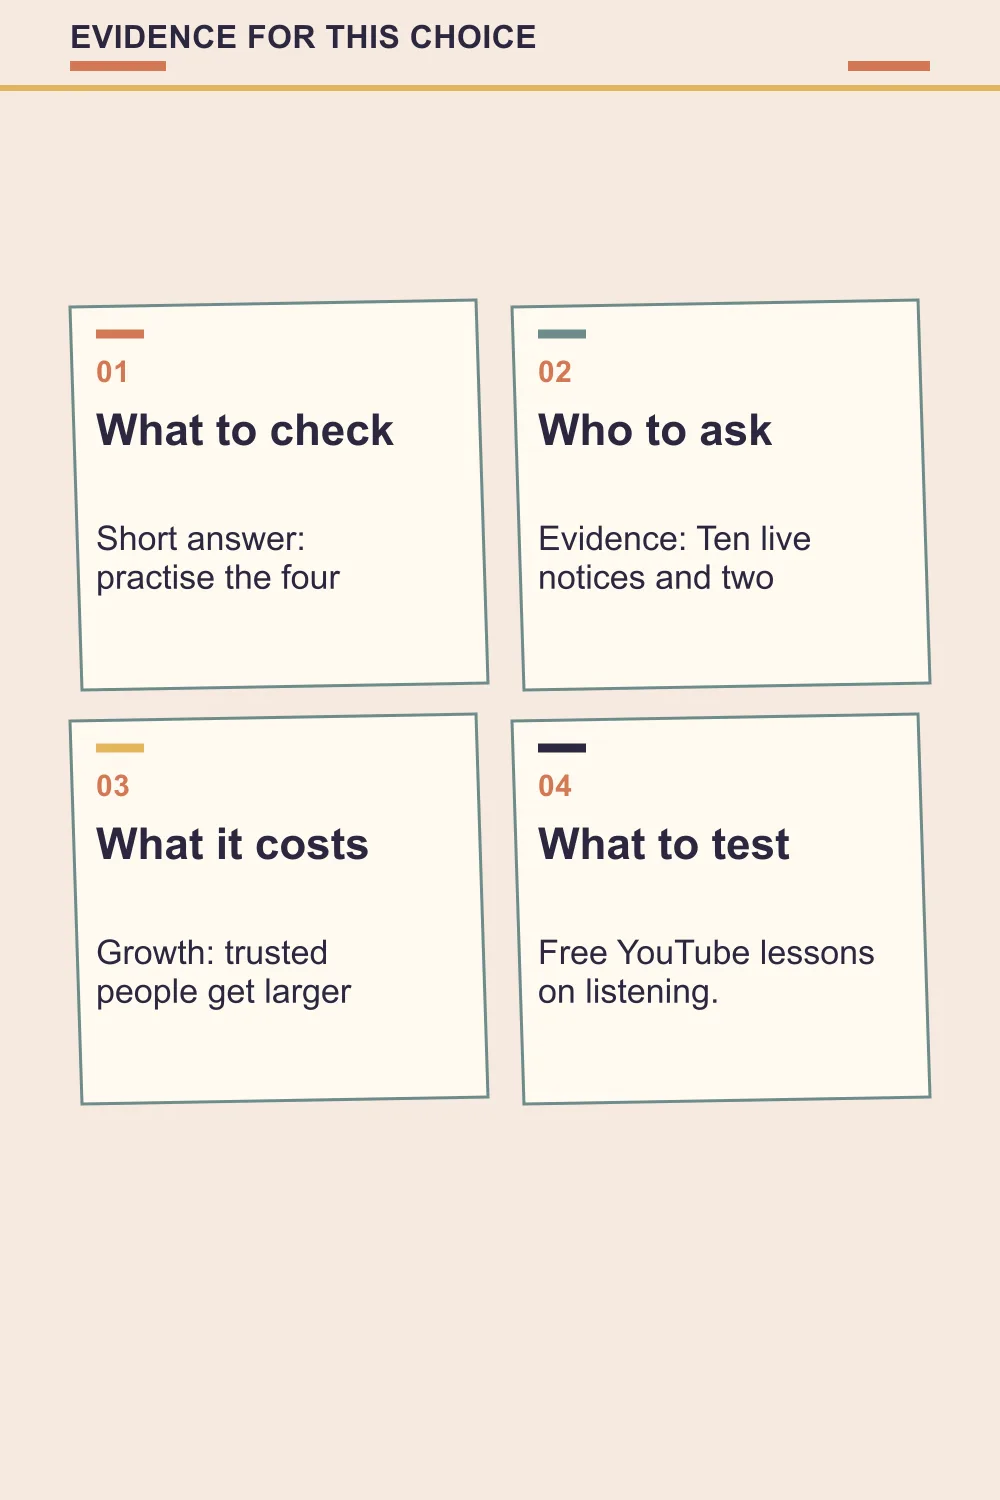 EVIDENCE FOR THIS CHOICE
01
What to check
Short answer:
practise the four
02
Who to ask
Evidence: Ten live
notices and two
03
What it costs
Growth: trusted
people get larger
04
What to test
Free YouTube lessons
on listening.